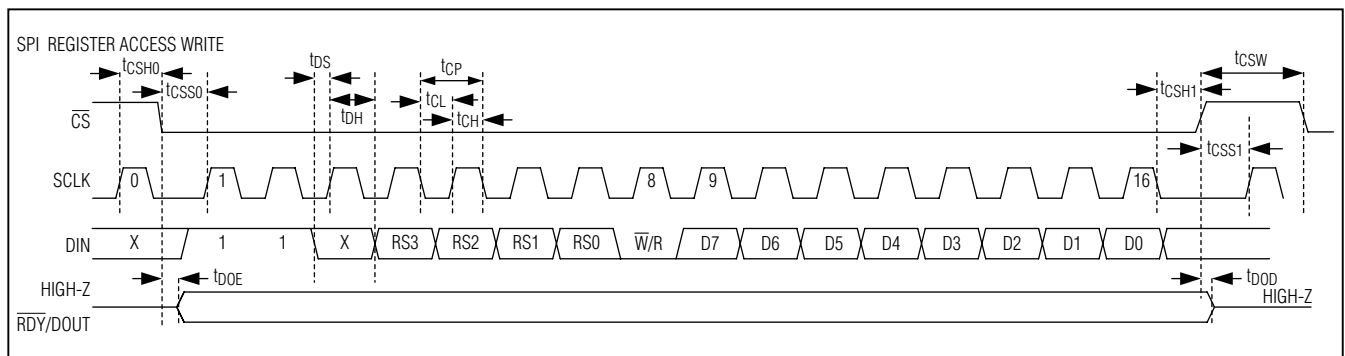 SPI REGISTER ACCESS WRITE
tCSH0
tCSS0
tDS
tDH
tCP
tCL
tCH
tCSH1
tCSW
tCSS1
CS
SCLK
0 1 8 9 16
DIN
X 1 1 X RS3 RS2 RS1 RS0 W/R D7 D6 D5 D4 D3 D2 D1 D0
tDOE
tDOD
HIGH-Z
HIGH-Z
RDY/DOUT